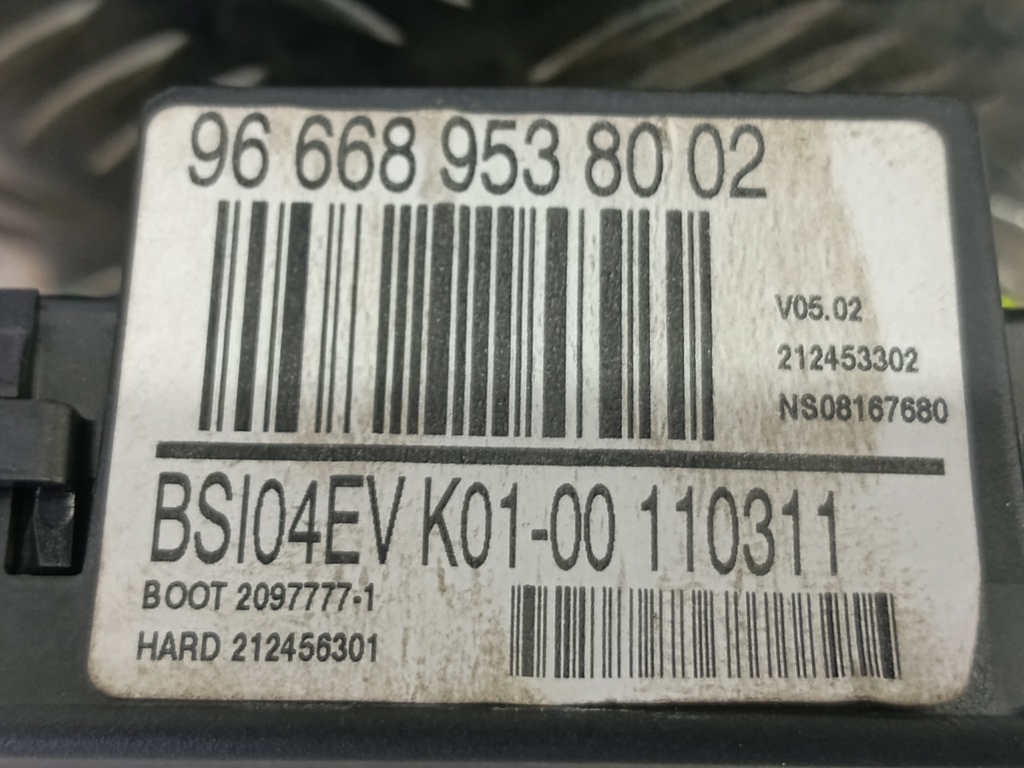 96 668 953 80 02
V05.02
212453302
NS08167680
BSI04EV K01-00 110311
BOOT 2097777-1
HARD 212456301